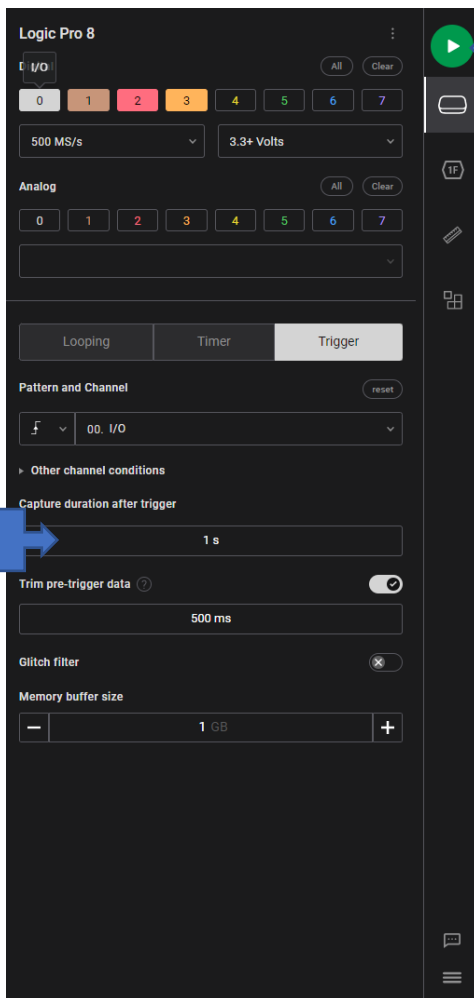 Logic Pro 8
I/O
All Clear
0 1 2 3 4 5 6 7
500 MS/s 3.3+ Volts
Analog All Clear
0 1 2 3 4 5 6 7
Looping Timer Trigger
Pattern and Channel reset
00. I/O
Other channel conditions
Capture duration after trigger
1 s
Trim pre-trigger data ?
500 ms
Glitch filter
Memory buffer size
1 GB
1F